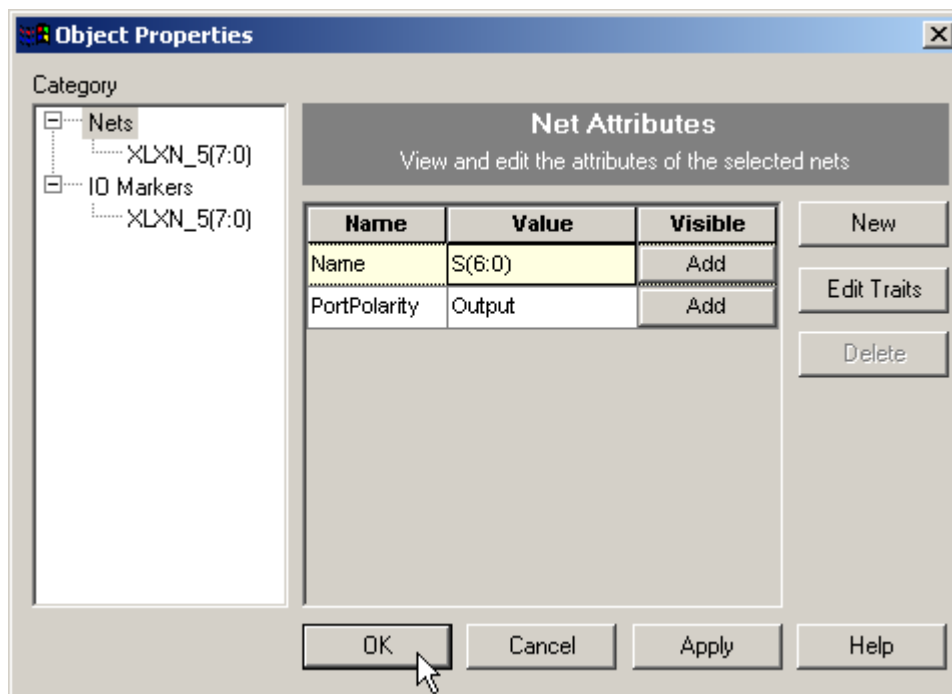 Object Properties
Category
Nets
XLXN_5(7:0)
IO Markers
XLXN_5(7:0)
Net Attributes
View and edit the attributes of the selected nets
Name Value Visible
Name S(6:0) Add
PortPolarity Output Add
New
Edit Traits
Delete
OK Cancel Apply Help